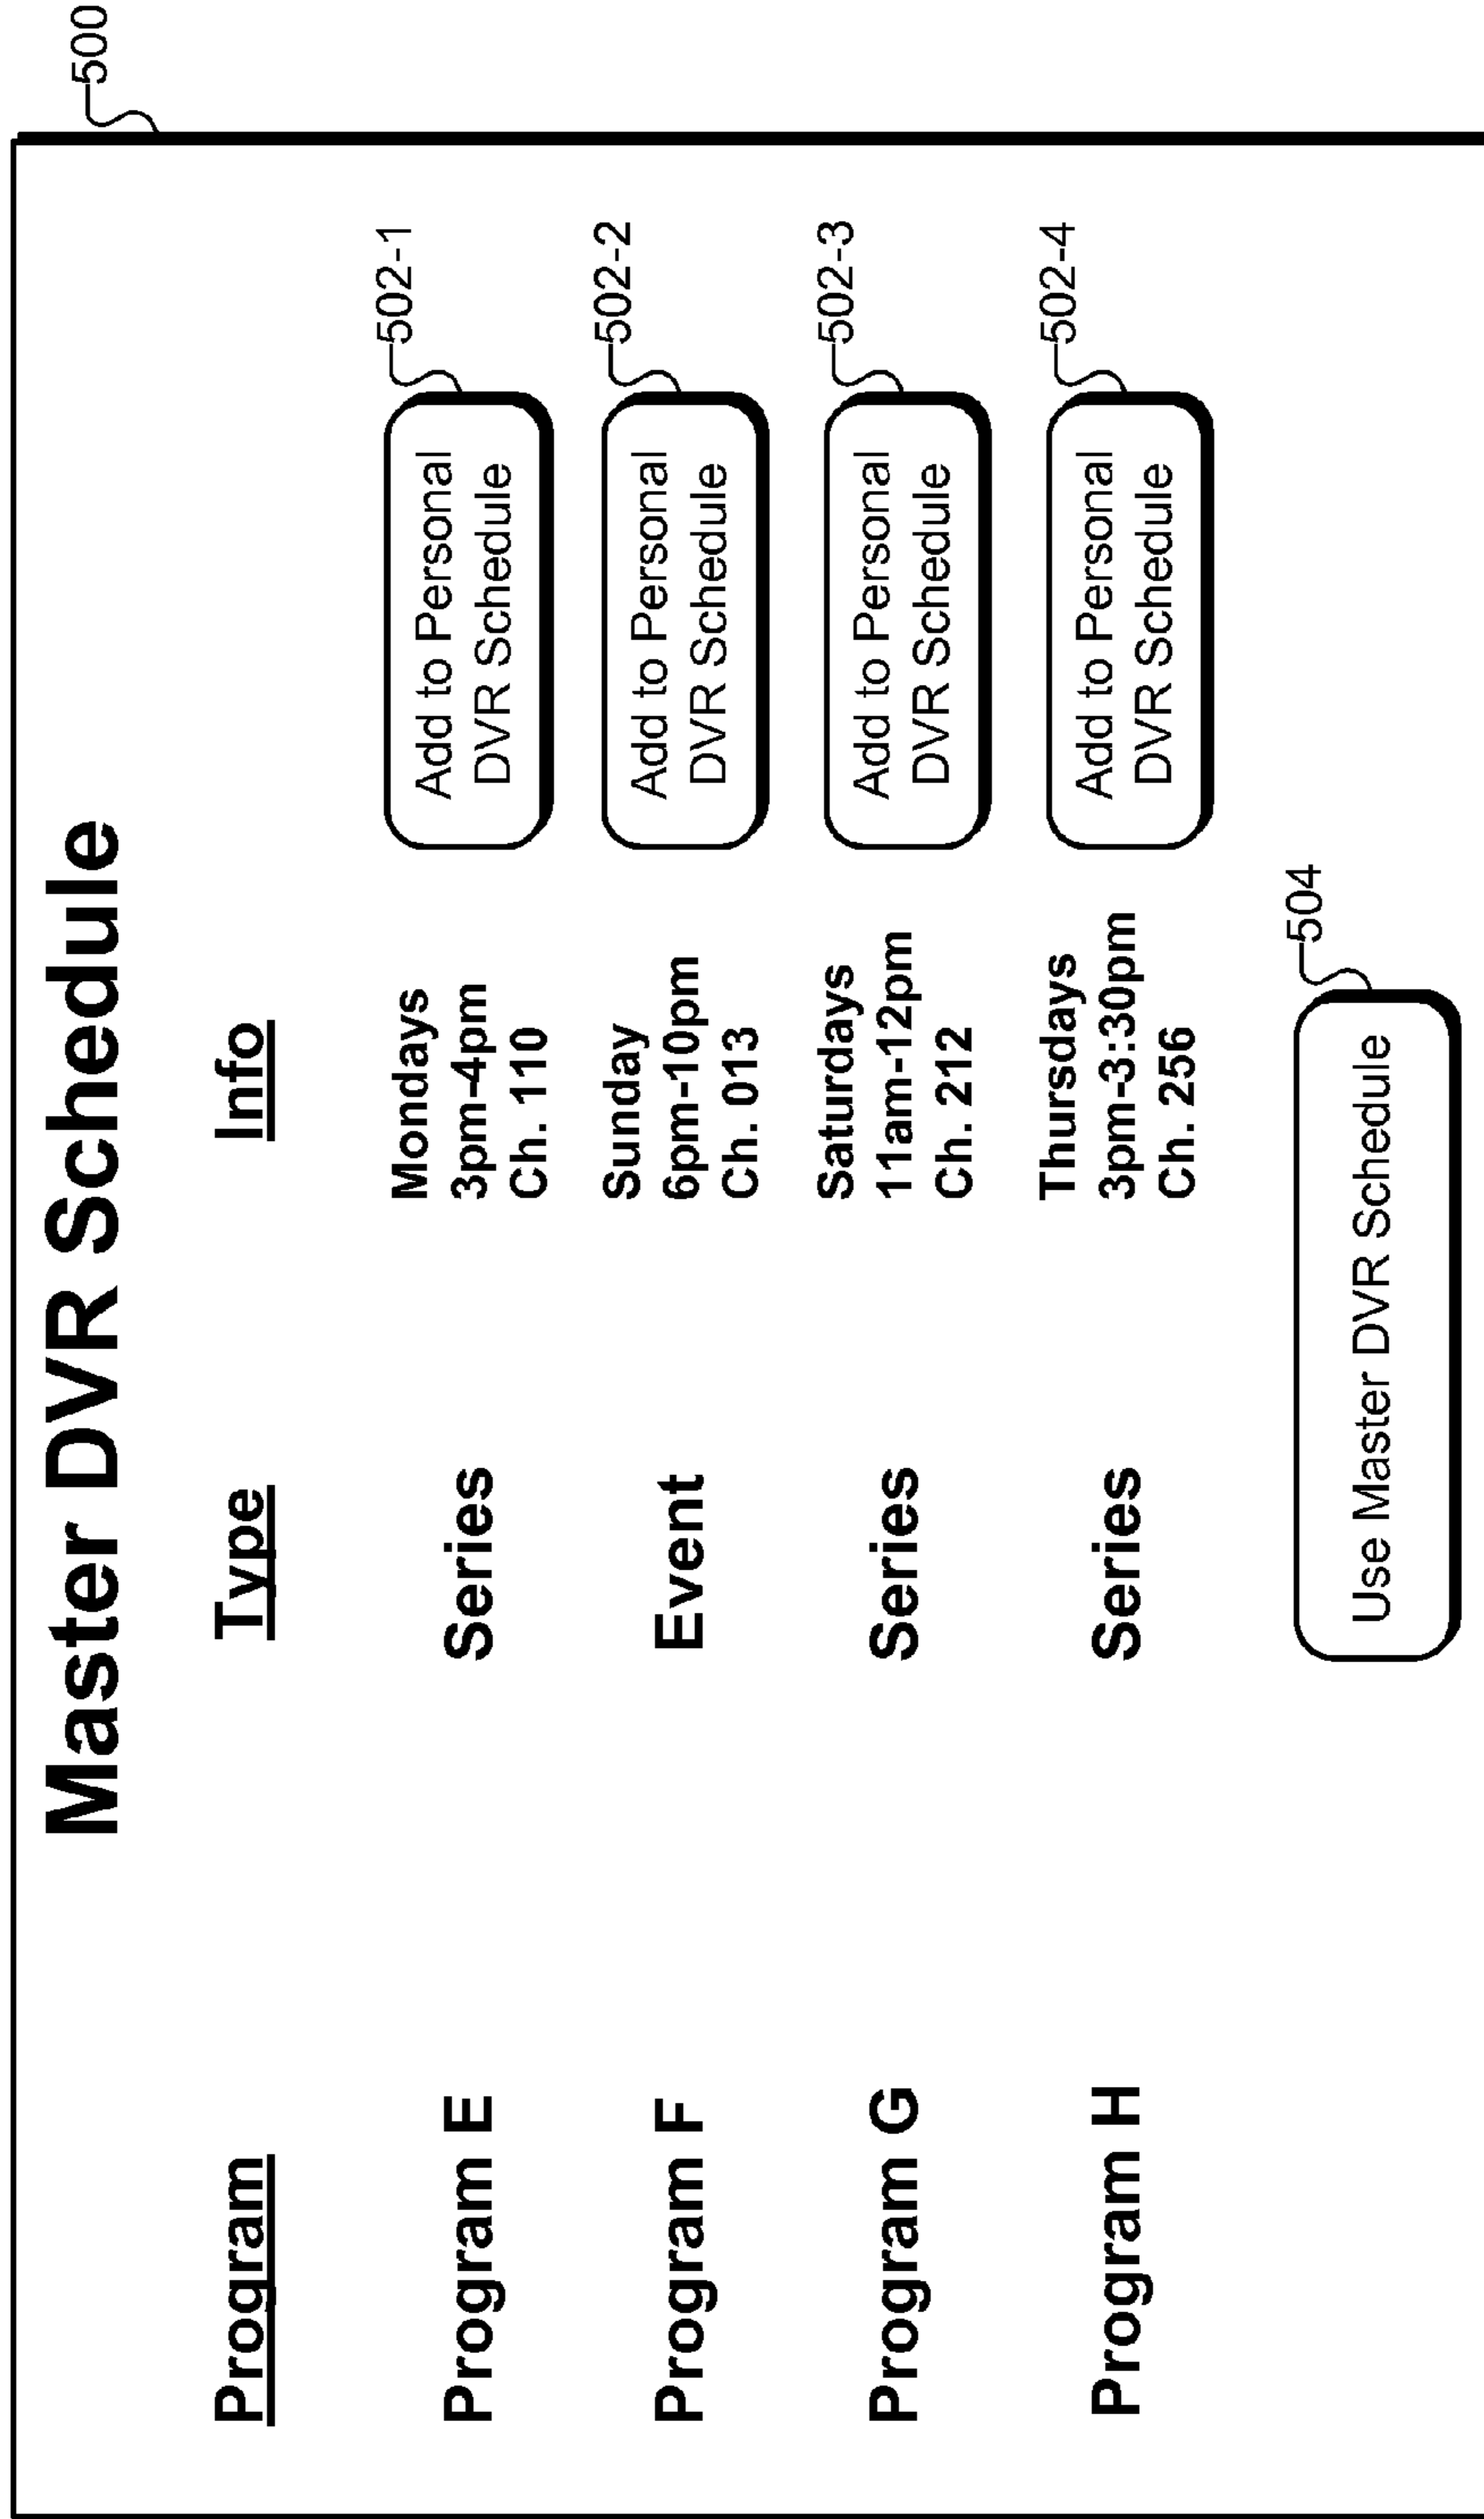 Master DVR Schedule
500
Program Type Info
Program E Series Mondays
3pm-4pm
Ch. 110
Add to Personal
DVR Schedule
502-1
Program F Event Sunday
6pm-10pm
Ch. 013
Add to Personal
DVR Schedule
502-2
Program G Series Saturdays
11am-12pm
Ch. 212
Add to Personal
DVR Schedule
502-3
Program H Series Thursdays
3pm-3:30pm
Ch. 256
Add to Personal
DVR Schedule
502-4
Use Master DVR Schedule
504